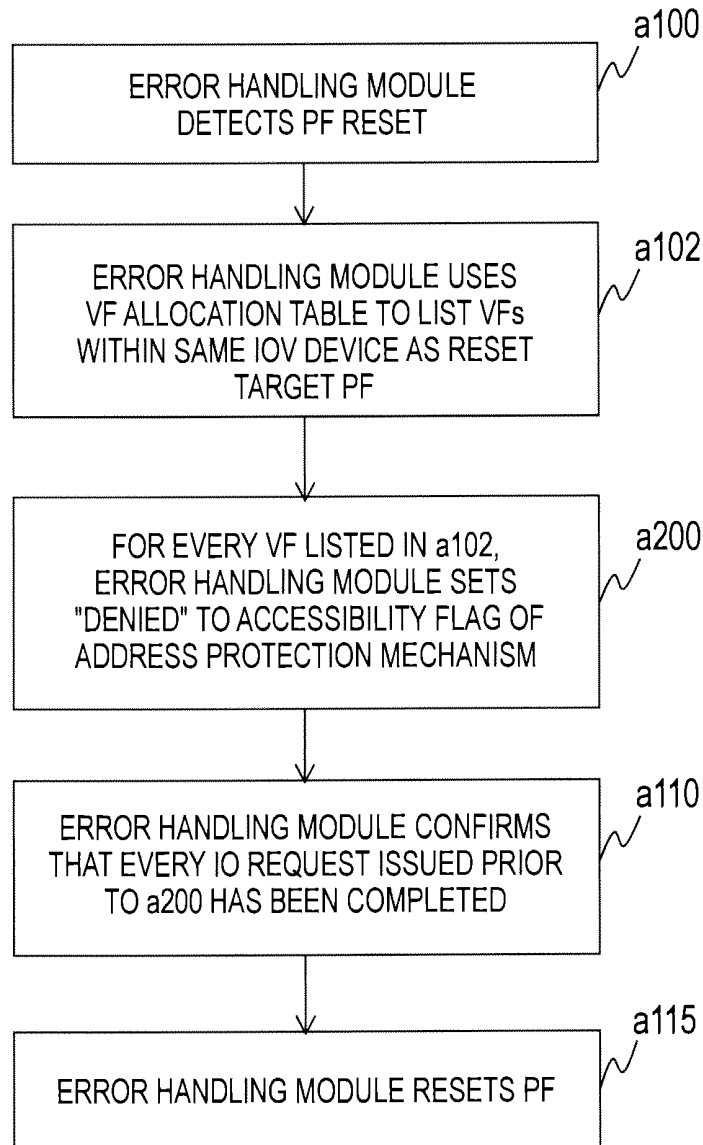 a100
ERROR HANDLING MODULE
DETECTS PF RESET
a102
ERROR HANDLING MODULE USES
VF ALLOCATION TABLE TO LIST VFs
WITHIN SAME IOV DEVICE AS RESET
TARGET PF
a200
FOR EVERY VF LISTED IN a102,
ERROR HANDLING MODULE SETS
"DENIED" TO ACCESSIBILITY FLAG OF
ADDRESS PROTECTION MECHANISM
a110
ERROR HANDLING MODULE CONFIRMS
THAT EVERY IO REQUEST ISSUED PRIOR
TO a200 HAS BEEN COMPLETED
a115
ERROR HANDLING MODULE RESETS PF